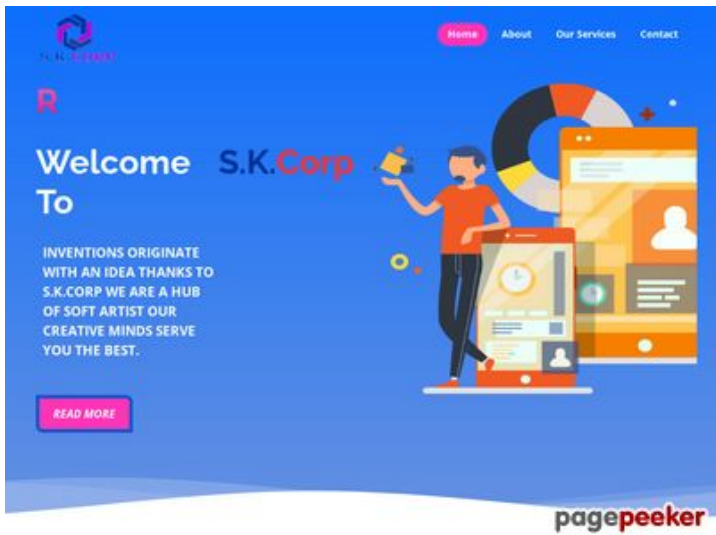 S.K.CORP
Home About Our Services Contact
R
Welcome S.K.Corp
To
INVENTIONS ORIGINATE
WITH AN IDEA THANKS TO
S.K.CORP WE ARE A HUB
OF SOFT ARTIST OUR
CREATIVE MINDS SERVE
YOU THE BEST.
READ MORE
pagepeeker